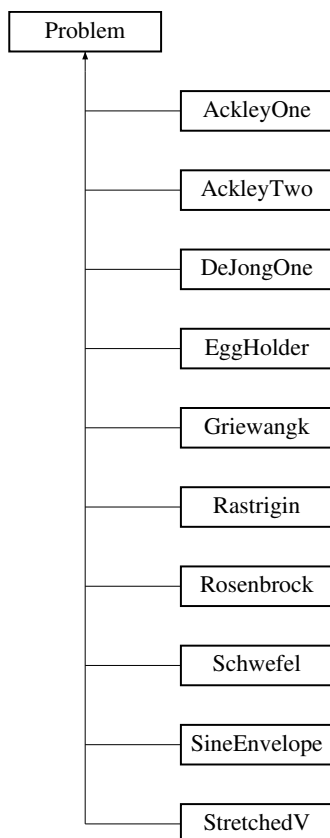 Problem
AckleyOne
AckleyTwo
DeJongOne
EggHolder
Griewangk
Rastrigin
Rosenbrock
Schwefel
SineEnvelope
StretchedV